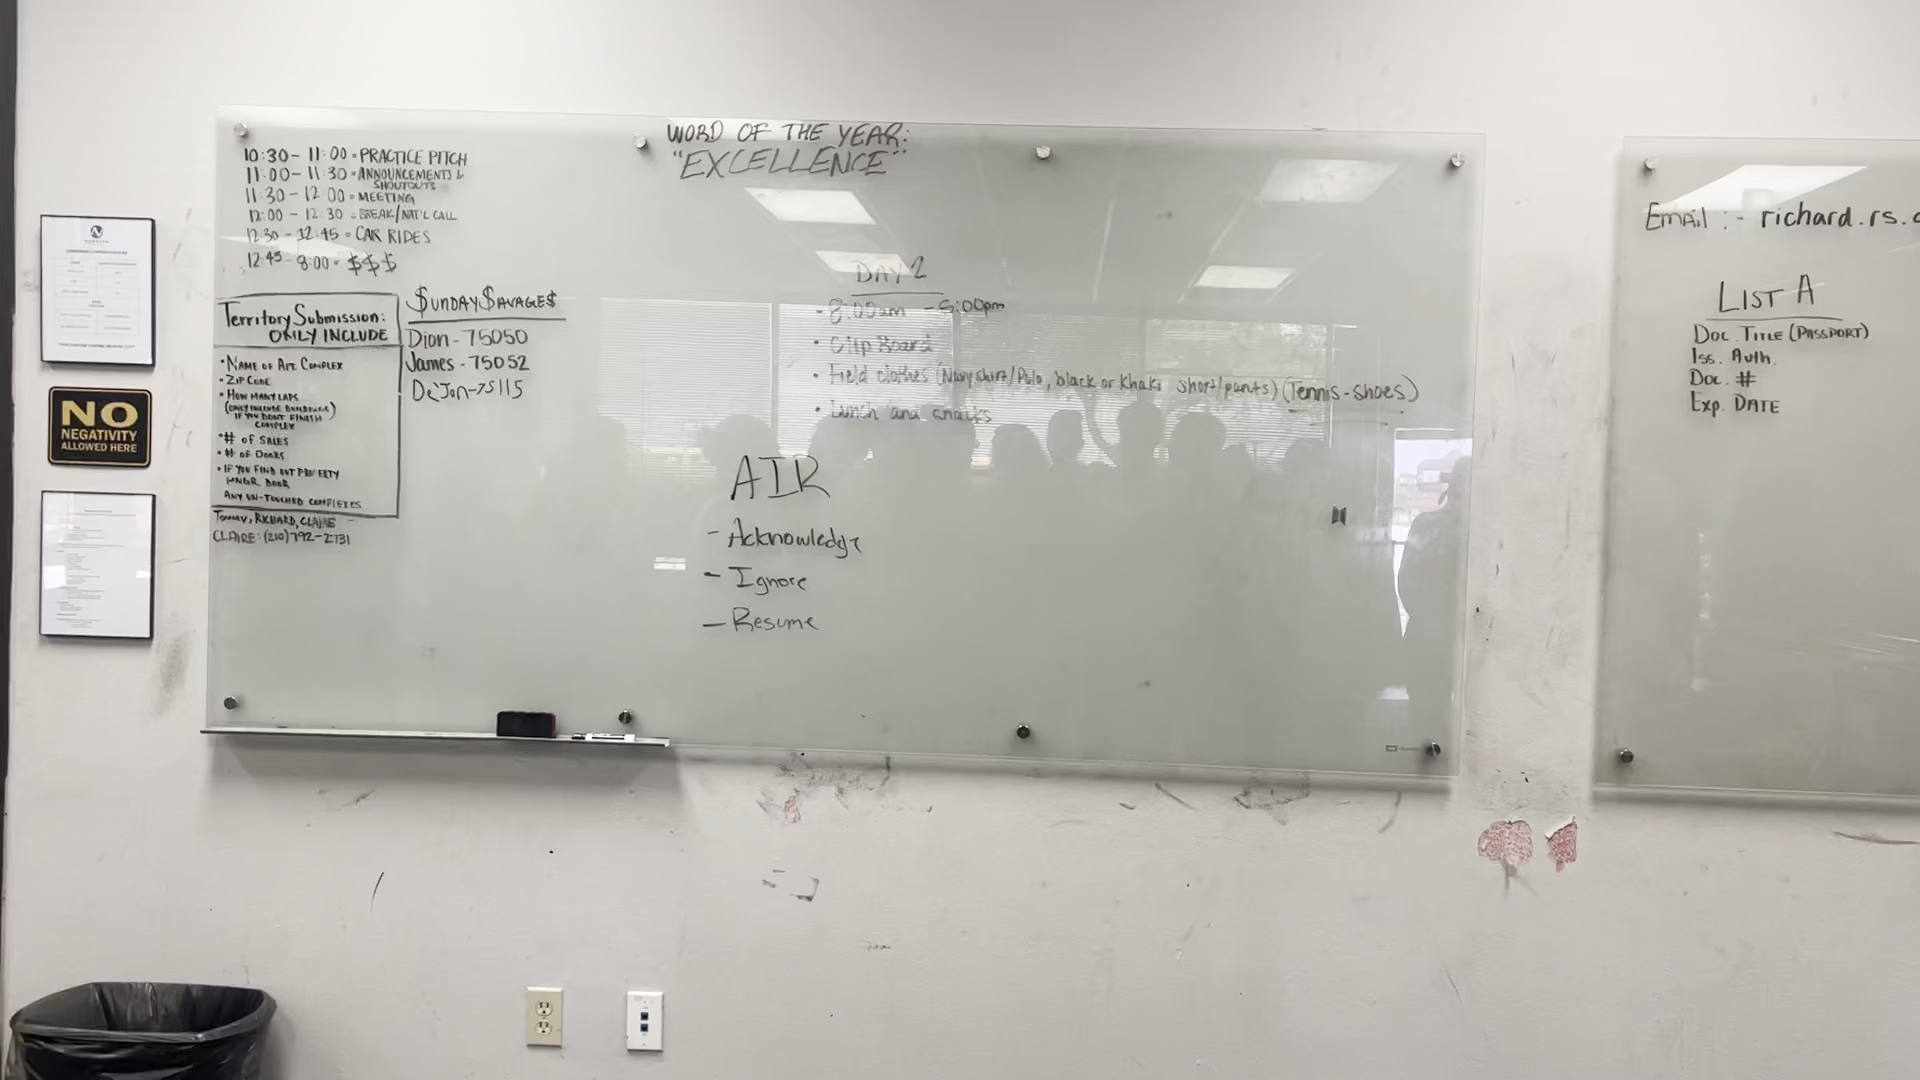 WORD OF THE YEAR:
"EXCELLENCE"
10:30 - 11:00 = PRACTICE PITCH
11:00 - 11:30 = ANNOUNCEMENTS &
SHOUTOUTS
11:30 - 12:00 = MEETING
12:00 - 12:30 = BREAK/NAT'L CALL
12:30 - 12:45 = CAR RIDES
12:45 - 8:00 = $$$
Territory Submission:
ONLY INCLUDE
• NAME OF APT COMPLEX
• ZIP CODE
• HOW MANY LAPS
(ONLY INCLUDE BUILDINGS)
IF YOU DON'T FINISH
COMPLEX
• # OF SALES
• # OF DOORS
• IF YOU FIND OUT PROPERTY
MNGR DOOR
ANY UN-TOUCHED COMPLEXES
TOMMY, RICHARD, CLAIRE
CLAIRE: (210) 792-2731
$UNDAY $AVAGE$
Dion - 75050
James - 75052
De'Jon - 75115
DAY 2
- 8:00am - 5:00pm
• Clip Board
• Field clothes (Navy shirt/Polo, black or Khaki short/pants) (Tennis-shoes)
• Lunch and snacks
AIR
- Acknowledge
- Ignore
- Resume
NO
NEGATIVITY
ALLOWED HERE
Email :- richard.rs.
LIST A
Doc. Title (PASSPORT)
Iss. Auth.
Doc. #
Exp. DATE